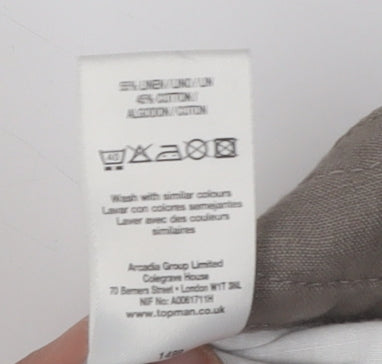 55% LINEN / LINO / LIN
45% COTTON /
ALGODON / COTON
40
Wash with similar colours
Lavar con colores semejantes
Laver avec des couleurs
similaires
Arcadia Group Limited
Colegrave House
70 Berners Street • London W1T 3NL
NIF No: A0061711H
www.topman.co.uk